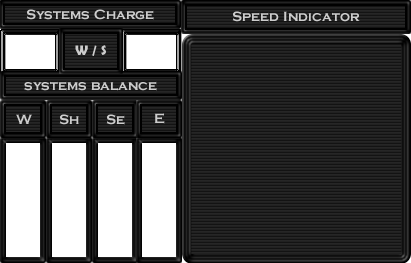 Systems Charge
Speed Indicator
W / S
SYSTEMS BALANCE
W Sh Se E